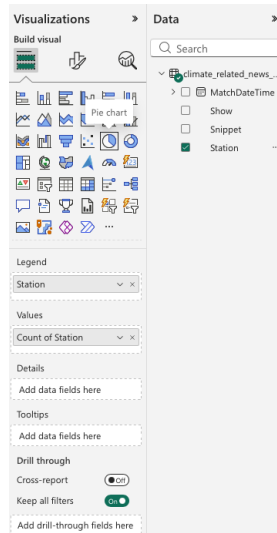 Visualizations »
Build visual
Pie chart
Legend
Station
Values
Count of Station
Details
Add data fields here
Tooltips
Add data fields here
Drill through
Cross-report Off
Keep all filters On
Add drill-through fields here
Data »
Search
climate_related_news_...
MatchDateTime
Show
Snippet
Station ...